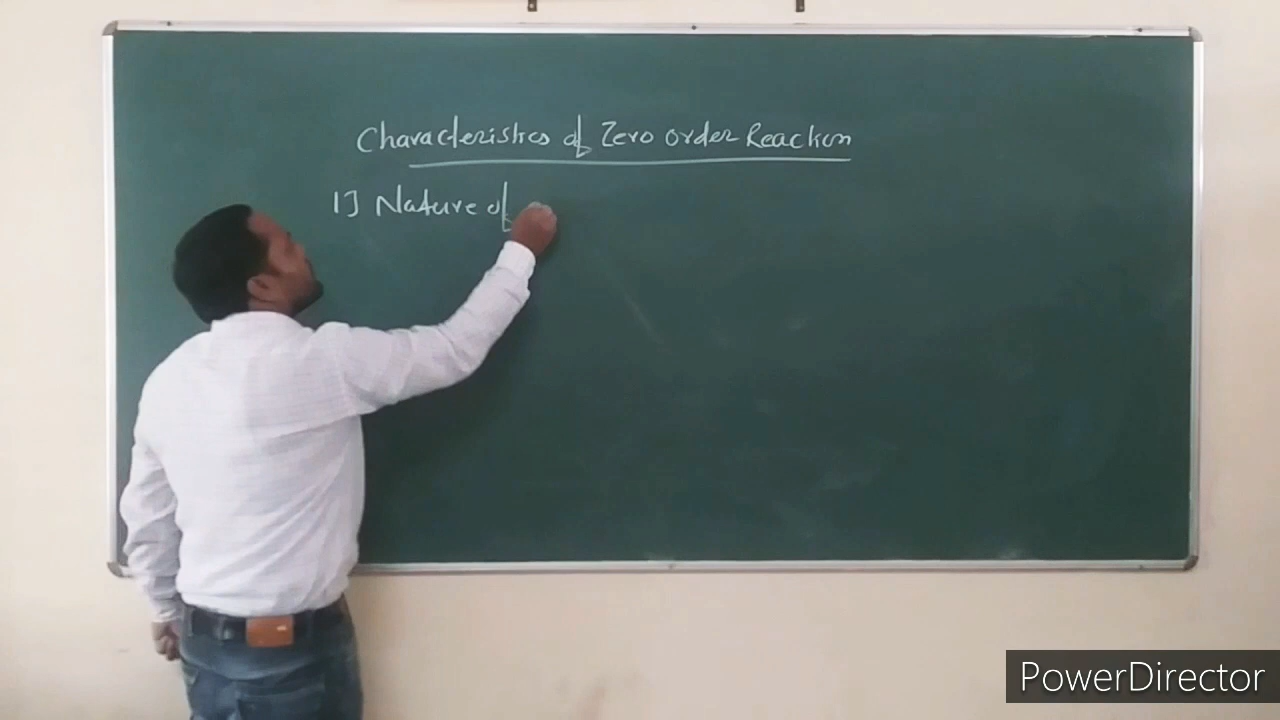 Characteristics of Zero order Reaction
1] Nature of
PowerDirector